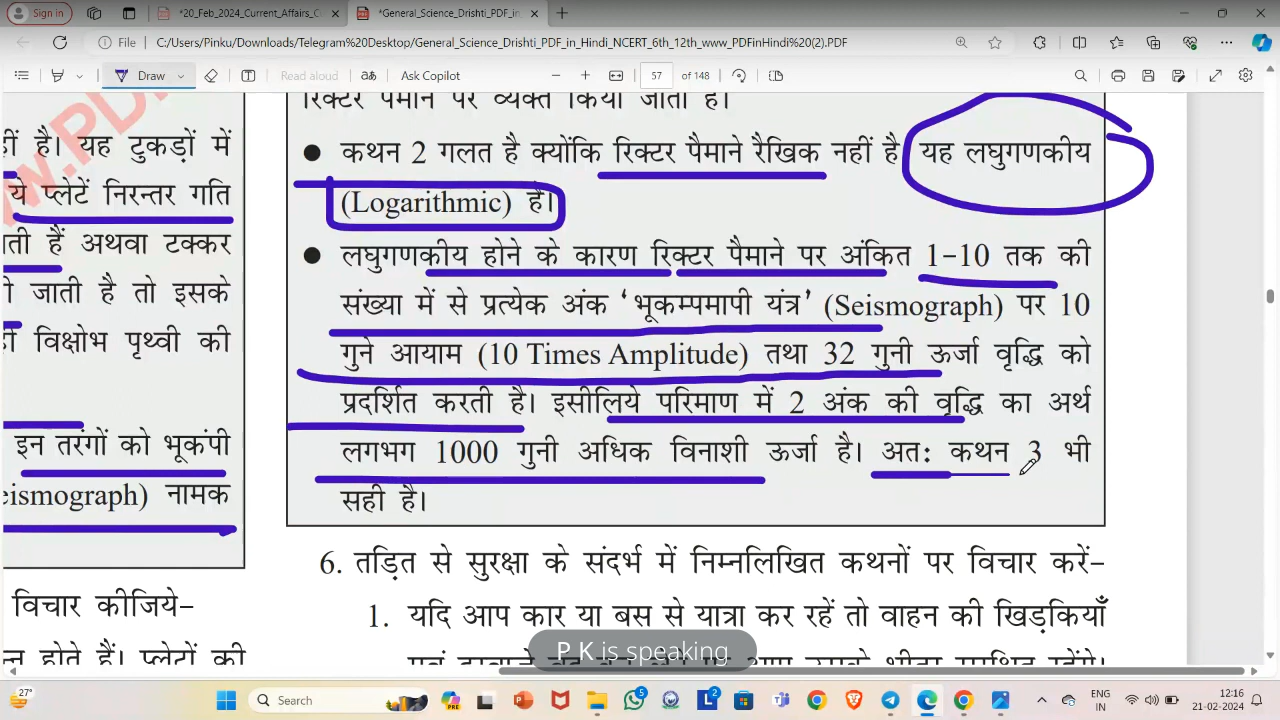 Sign in
*20_Feb_2024_Current_Affairs_C
*General_Science_Drishti_PDF_in_
File
C:/Users/Pinku/Downloads/Telegram%20Desktop/General_Science_Drishti_PDF_in_Hindi_NCERT_6th_12th_www_PDFinHindi%20(2).PDF
Draw
Read aloud
Ask Copilot
57 of 148
हीं है। यह टुकड़ों में
ये प्लेटें निरन्तर गति
ती हैं अथवा टक्कर
जाती है तो इसके
विक्षोभ पृथ्वी की
इन तरंगों को भूकंपी
eismograph) नामक
विचार कीजिये–
होते हैं। प्लेटों की
रिक्टर पैमाने पर व्यक्त किया जाता है।
● कथन 2 गलत है क्योंकि रिक्टर पैमाने रैखिक नहीं है यह लघुगणकीय
(Logarithmic) है।
● लघुगणकीय होने के कारण रिक्टर पैमाने पर अंकित 1–10 तक की
संख्या में से प्रत्येक अंक ‘भूकम्पमापी यंत्र’ (Seismograph) पर 10
गुने आयाम (10 Times Amplitude) तथा 32 गुनी ऊर्जा वृद्धि को
प्रदर्शित करती है। इसीलिये परिमाण में 2 अंक की वृद्धि का अर्थ
लगभग 1000 गुनी अधिक विनाशी ऊर्जा है। अतः कथन 3 भी
सही है।
6. तड़ित से सुरक्षा के संदर्भ में निम्नलिखित कथनों पर विचार करें–
1. यदि आप कार या बस से यात्रा कर रहें तो वाहन की खिड़कियाँ
P K is speaking
27°
Search
ENG
IN
12:16
21-02-2024